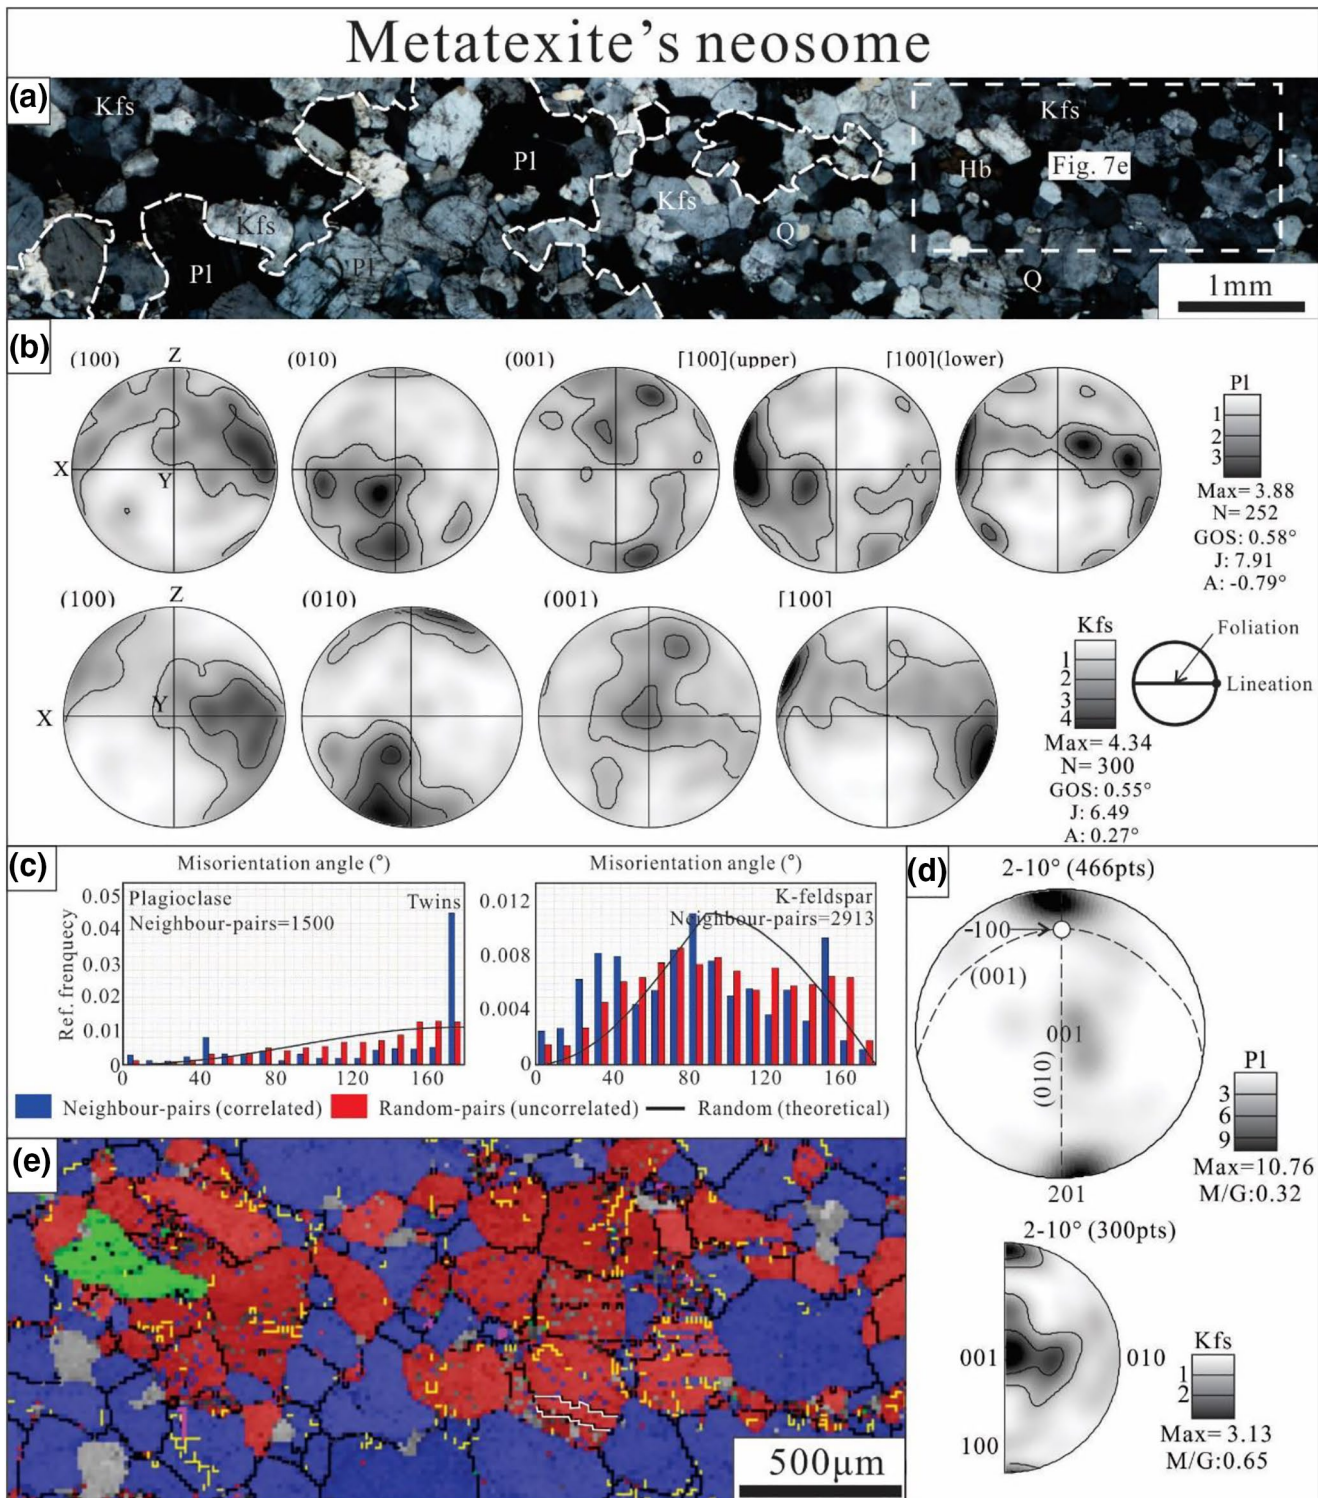 Metatexite's neosome
(a)
Kfs
Pl
Kfs
Hb
Fig. 7e
Kfs
Kfs
Q
Pl
Pl
Q
1mm
(b)
(100)
Z
(010)
(001)
[100](upper)
[100](lower)
X
Y
Pl
1
2
3
Max= 3.88
N= 252
GOS: 0.58°
J: 7.91
A: -0.79°
(100)
Z
(010)
(001)
[100]
X
Y
Kfs
1
2
3
4
Max= 4.34
N= 300
GOS: 0.55°
J: 6.49
A: 0.27°
Foliation
Lineation
(c)
Misorientation angle (°)
Misorientation angle (°)
Ref. frenquecy
0.05
0.04
0.03
0.02
0.01
0
Plagioclase
Neighbour-pairs=1500
Twins
0 40 80 120 160
0.012
0.008
0.004
0
K-feldspar
Neighbour-pairs=2913
0 40 80 120 160
Neighbour-pairs (correlated)
Random-pairs (uncorrelated)
Random (theoretical)
(d)
2-10° (466pts)
-100
(001)
001
(010)
201
Pl
3
6
9
Max=10.76
M/G:0.32
2-10° (300pts)
001
010
100
Kfs
1
2
Max= 3.13
M/G:0.65
(e)
500μm